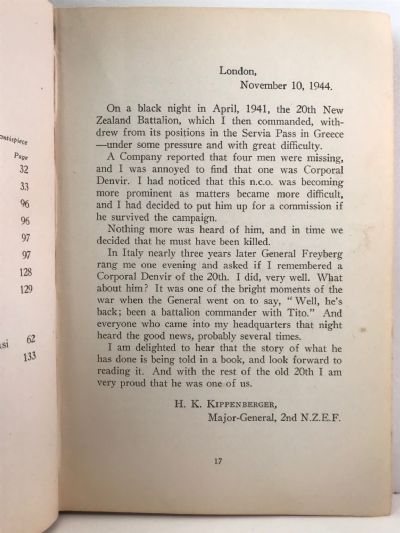 ontispiece
Page
32
33
96
96
97
97
128
129
si 62
133
London,
November 10, 1944.
On a black night in April, 1941, the 20th New
Zealand Battalion, which I then commanded, with-
drew from its positions in the Servia Pass in Greece
—under some pressure and with great difficulty.
A Company reported that four men were missing,
and I was annoyed to find that one was Corporal
Denvir. I had noticed that this n.c.o. was becoming
more prominent as matters became more difficult,
and I had decided to put him up for a commission if
he survived the campaign.
Nothing more was heard of him, and in time we
decided that he must have been killed.
In Italy nearly three years later General Freyberg
rang me one evening and asked if I remembered a
Corporal Denvir of the 20th. I did, very well. What
about him? It was one of the bright moments of the
war when the General went on to say, "Well, he's
back; been a battalion commander with Tito." And
everyone who came into my headquarters that night
heard the good news, probably several times.
I am delighted to hear that the story of what he
has done is being told in a book, and look forward to
reading it. And with the rest of the old 20th I am
very proud that he was one of us.
H. K. KIPPENBERGER,
Major-General, 2nd N.Z.E.F.
17